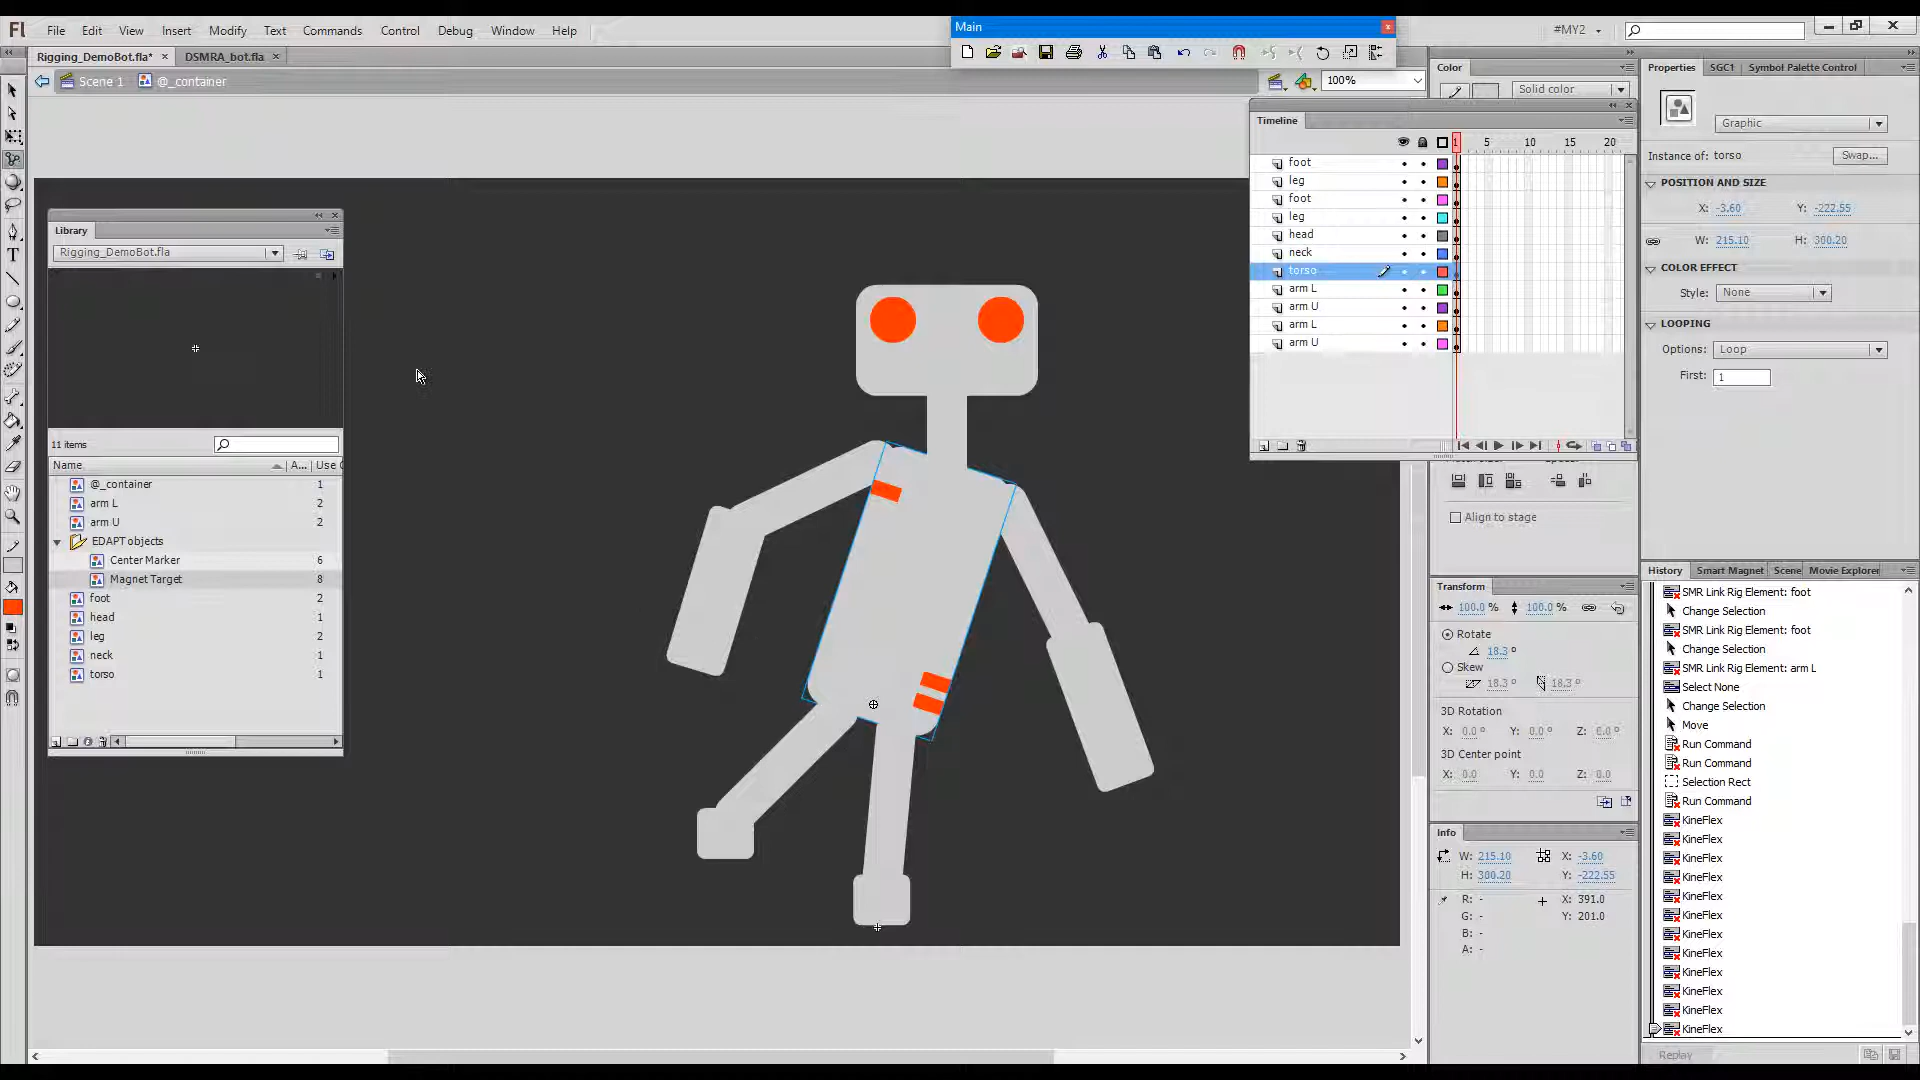 Main
Fl File Edit View Insert Modify Text Commands Control Debug Window Help
#MY2
Rigging_DemoBot.fla* × DSMRA_bot.fla ×
Scene 1 @_container
100%
Color
Solid color
Properties SGC1 Symbol Palette Control
Graphic
Instance of: torso Swap...
POSITION AND SIZE
X: -3.60 Y: -222.55
W: 215.10 H: 300.20
COLOR EFFECT
Style: None
LOOPING
Options: Loop
First: 1
Timeline
1 5 10 15 20
foot
leg
foot
leg
head
neck
torso
arm L
arm U
arm L
arm U
Align to stage
Library
Rigging_DemoBot.fla
11 items
Name A... Use C
@_container 1
arm L 2
arm U 2
EDAPT objects
Center Marker 6
Magnet Target 8
foot 2
head 1
leg 2
neck 1
torso 1
Transform
100.0 % 100.0 %
Rotate
18.3 °
Skew
18.3 ° 18.3 °
3D Rotation
X: 0.0 ° Y: 0.0 ° Z: 0.0 °
3D Center point
X: 0.0 Y: 0.0 Z: 0.0
Info
W: 215.10 X: -3.60
H: 300.20 Y: -222.55
R: - X: 391.0
G: - Y: 201.0
B: -
A: -
History Smart Magnet Scene Movie Explorer
SMR Link Rig Element: foot
Change Selection
SMR Link Rig Element: foot
Change Selection
SMR Link Rig Element: arm L
Select None
Change Selection
Move
Run Command
Run Command
Selection Rect
Run Command
KineFlex
KineFlex
KineFlex
KineFlex
KineFlex
KineFlex
KineFlex
KineFlex
KineFlex
KineFlex
KineFlex
KineFlex
Replay